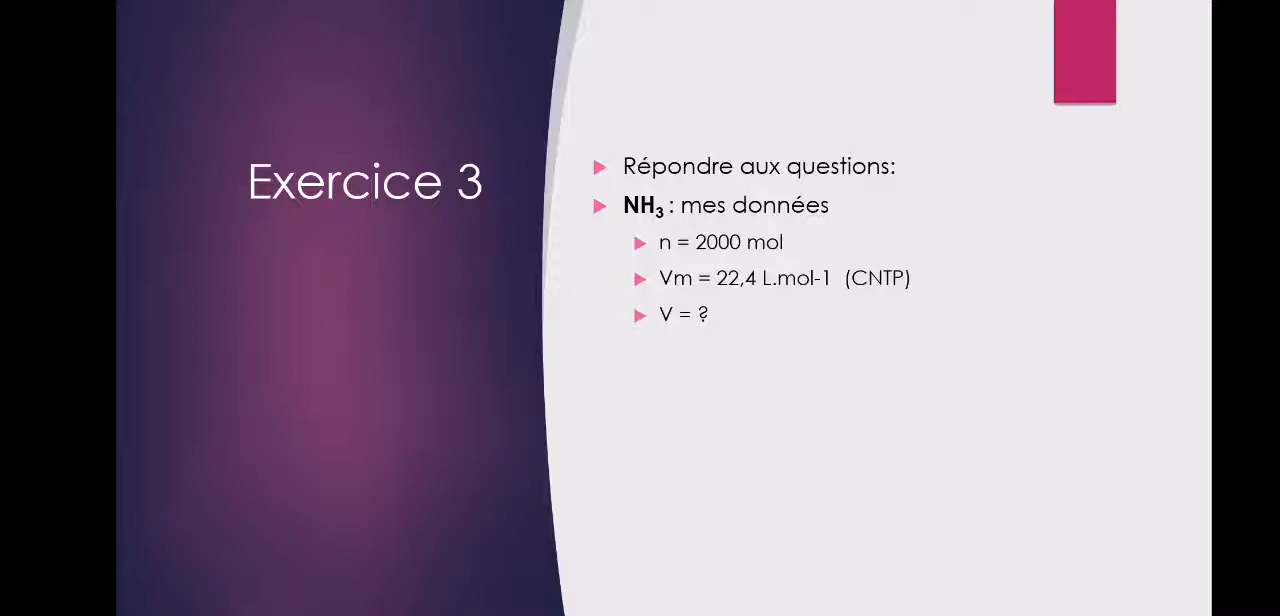 Exercice 3
Répondre aux questions:
NH₃ : mes données
n = 2000 mol
Vm = 22,4 L.mol-1 (CNTP)
V = ?